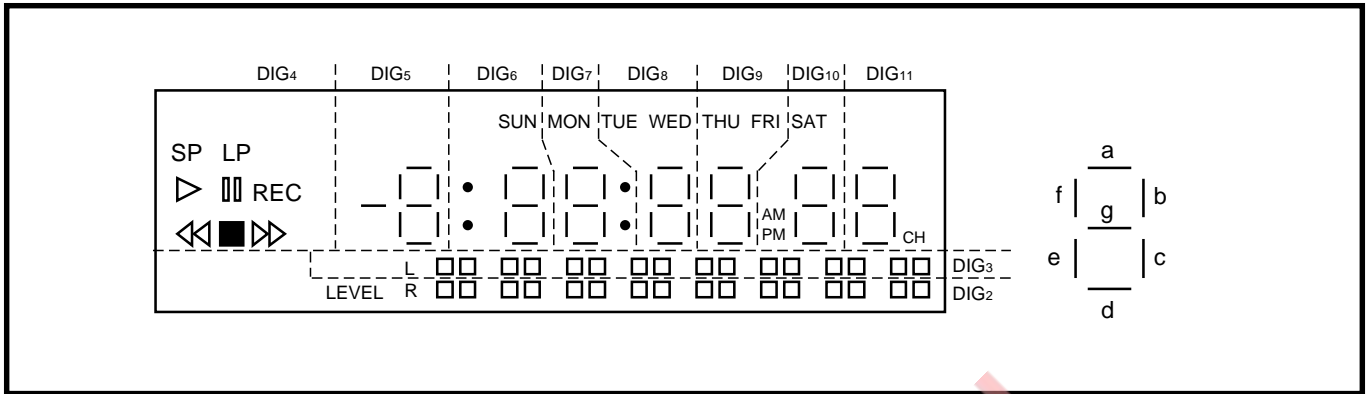 DIG4 DIG5 DIG6 DIG7 DIG8 DIG9 DIG10 DIG11
SUN MON TUE WED THU FRI SAT
SP LP
REC
AM
PM
CH
L DIG3
LEVEL R DIG2
a
f b
g
e c
d